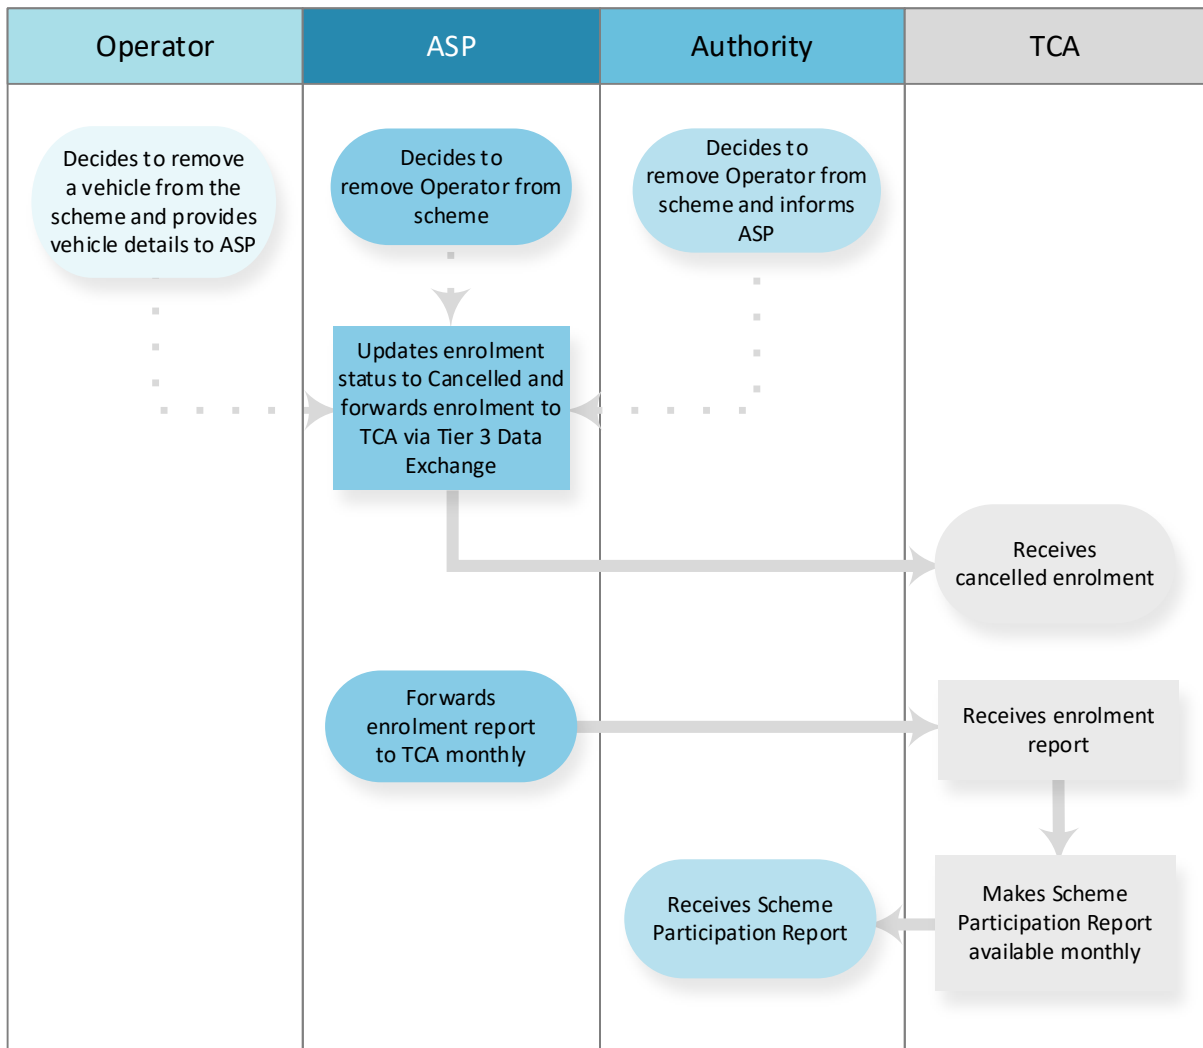 Operator
ASP
Authority
TCA
Decides to remove
a vehicle from the
scheme and provides
vehicle details to ASP
Decides to
remove Operator from
scheme
Decides to
remove Operator from
scheme and informs
ASP
Updates enrolment
status to Cancelled and
forwards enrolment to
TCA via Tier 3 Data
Exchange
Receives
cancelled enrolment
Forwards
enrolment report
to TCA monthly
Receives enrolment
report
Receives Scheme
Participation Report
Makes Scheme
Participation Report
available monthly